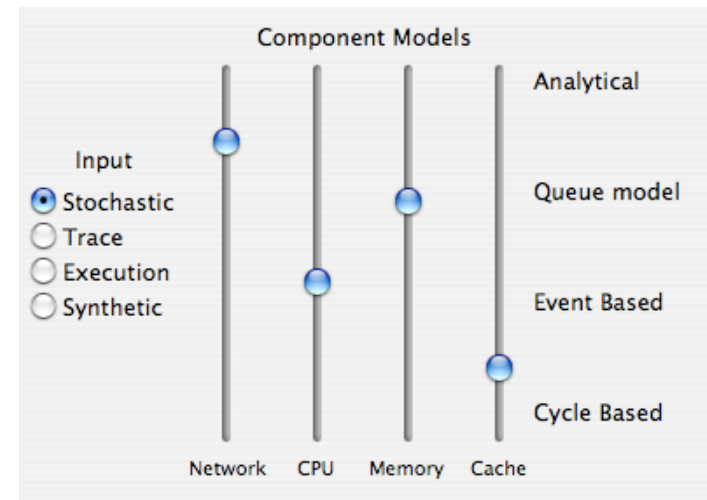 Component Models
Input
Stochastic
Trace
Execution
Synthetic
Analytical
Queue model
Event Based
Cycle Based
Network CPU Memory Cache